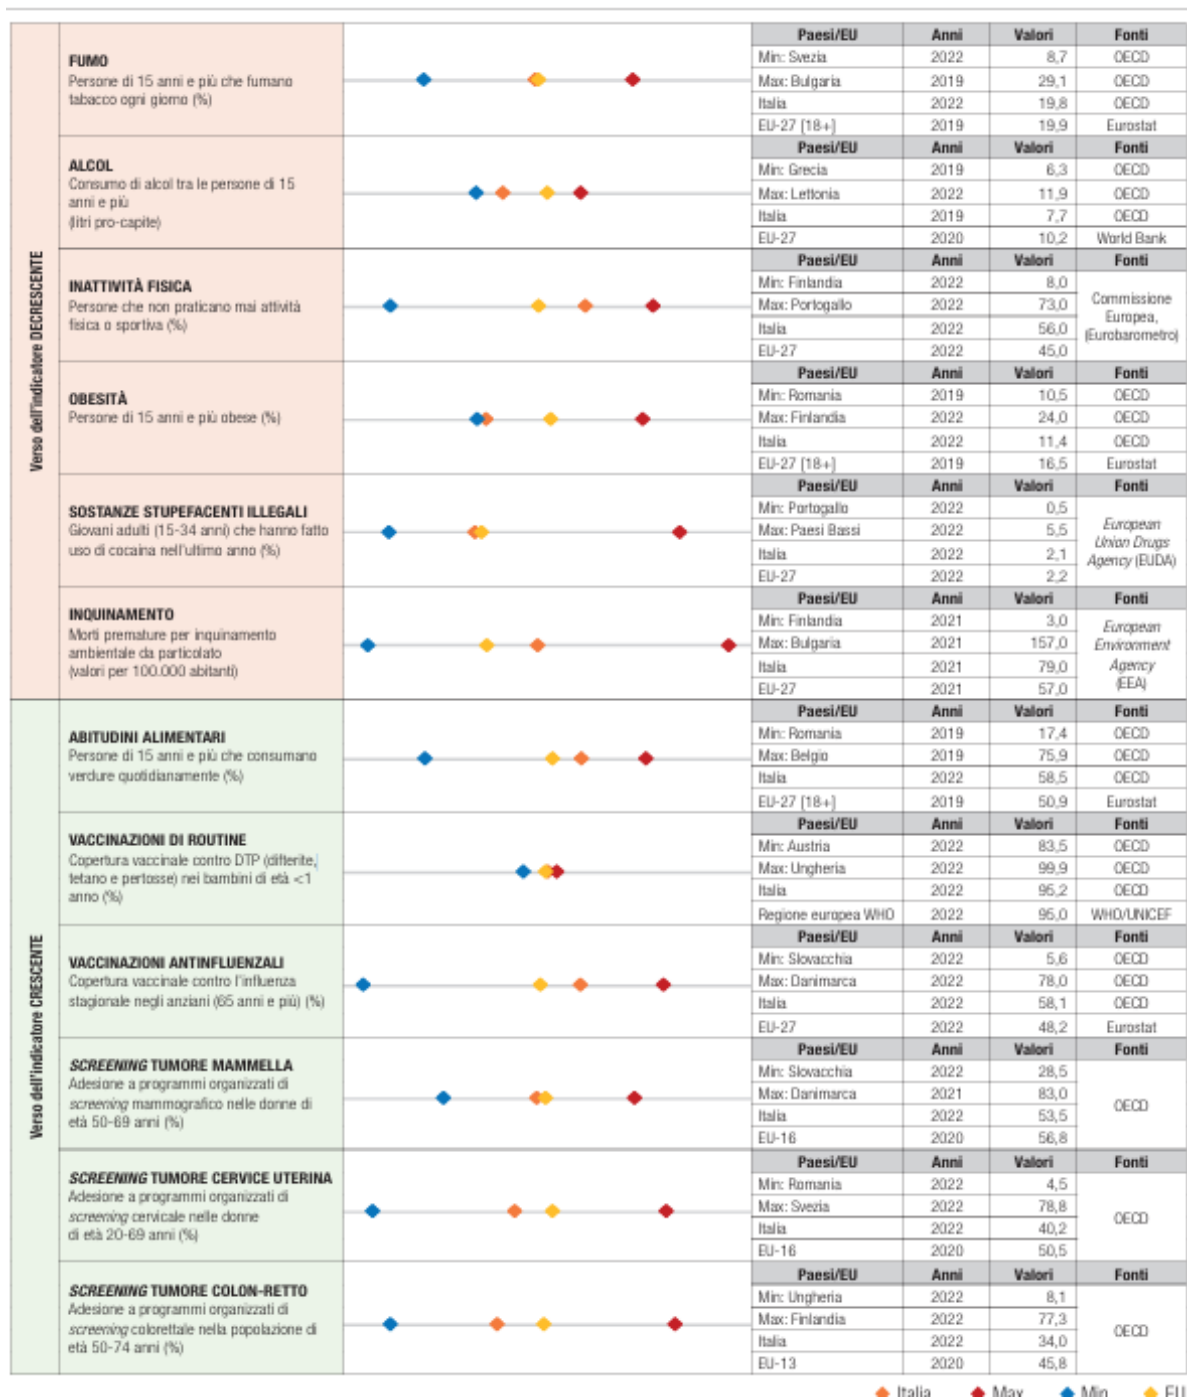 Verso dell'indicatore DECRESCENTE
FUMO
Persone di 15 anni e più che fumano
tabacco ogni giorno (%)
Paesi/EU Anni Valori Fonti
Min: Svezia 2022 8,7 OECD
Max: Bulgaria 2019 29,1 OECD
Italia 2022 19,8 OECD
EU-27 [18+] 2019 19,9 Eurostat
ALCOL
Consumo di alcol tra le persone di 15
anni e più
(litri pro-capite)
Paesi/EU Anni Valori Fonti
Min: Grecia 2019 6,3 OECD
Max: Lettonia 2022 11,9 OECD
Italia 2019 7,7 OECD
EU-27 2020 10,2 World Bank
INATTIVITÀ FISICA
Persone che non praticano mai attività
fisica o sportiva (%)
Paesi/EU Anni Valori Fonti
Min: Finlandia 2022 8,0
Max: Portogallo 2022 73,0
Italia 2022 56,0
EU-27 2022 45,0
Commissione
Europea,
(Eurobarometro)
OBESITÀ
Persone di 15 anni e più obese (%)
Paesi/EU Anni Valori Fonti
Min: Romania 2019 10,5 OECD
Max: Finlandia 2022 24,0 OECD
Italia 2022 11,4 OECD
EU-27 [18+] 2019 16,5 Eurostat
SOSTANZE STUPEFACENTI ILLEGALI
Giovani adulti (15-34 anni) che hanno fatto
uso di cocaina nell'ultimo anno (%)
Paesi/EU Anni Valori Fonti
Min: Portogallo 2022 0,5
Max: Paesi Bassi 2022 5,5
Italia 2022 2,1
EU-27 2022 2,2
European
Union Drugs
Agency (EUDA)
INQUINAMENTO
Morti premature per inquinamento
ambientale da particolato
(valori per 100.000 abitanti)
Paesi/EU Anni Valori Fonti
Min: Finlandia 2021 3,0
Max: Bulgaria 2021 157,0
Italia 2021 79,0
EU-27 2021 57,0
European
Environment
Agency
(EEA)
Verso dell'indicatore CRESCENTE
ABITUDINI ALIMENTARI
Persone di 15 anni e più che consumano
verdure quotidianamente (%)
Paesi/EU Anni Valori Fonti
Min: Romania 2019 17,4 OECD
Max: Belgio 2019 75,9 OECD
Italia 2022 58,5 OECD
EU-27 [18+] 2019 50,9 Eurostat
VACCINAZIONI DI ROUTINE
Copertura vaccinale contro DTP (difterite,
tetano e pertosse) nei bambini di età <1
anno (%)
Paesi/EU Anni Valori Fonti
Min: Austria 2022 83,5 OECD
Max: Ungheria 2022 99,9 OECD
Italia 2022 95,2 OECD
Regione europea WHO 2022 95,0 WHO/UNICEF
VACCINAZIONI ANTINFLUENZALI
Copertura vaccinale contro l'influenza
stagionale negli anziani (65 anni e più) (%)
Paesi/EU Anni Valori Fonti
Min: Slovacchia 2022 5,6 OECD
Max: Danimarca 2022 78,0 OECD
Italia 2022 58,1 OECD
EU-27 2022 48,2 Eurostat
SCREENING TUMORE MAMMELLA
Adesione a programmi organizzati di
screening mammografico nelle donne di
età 50-69 anni (%)
Paesi/EU Anni Valori Fonti
Min: Slovacchia 2022 28,5
Max: Danimarca 2021 83,0
Italia 2022 53,5
EU-16 2020 56,8
OECD
SCREENING TUMORE CERVICE UTERINA
Adesione a programmi organizzati di
screening cervicale nelle donne
di età 20-69 anni (%)
Paesi/EU Anni Valori Fonti
Min: Romania 2022 4,5
Max: Svezia 2022 78,8
Italia 2022 40,2
EU-16 2020 50,5
OECD
SCREENING TUMORE COLON-RETTO
Adesione a programmi organizzati di
screening colorettale nella popolazione di
età 50-74 anni (%)
Paesi/EU Anni Valori Fonti
Min: Ungheria 2022 8,1
Max: Finlandia 2022 77,3
Italia 2022 34,0
EU-13 2020 45,8
OECD
Italia Max Min EU